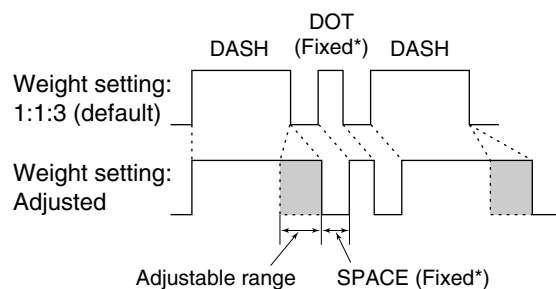 DOT
(Fixed*)
DASH
DASH
Weight setting:
1:1:3 (default)
Weight setting:
Adjusted
Adjustable range
SPACE (Fixed*)